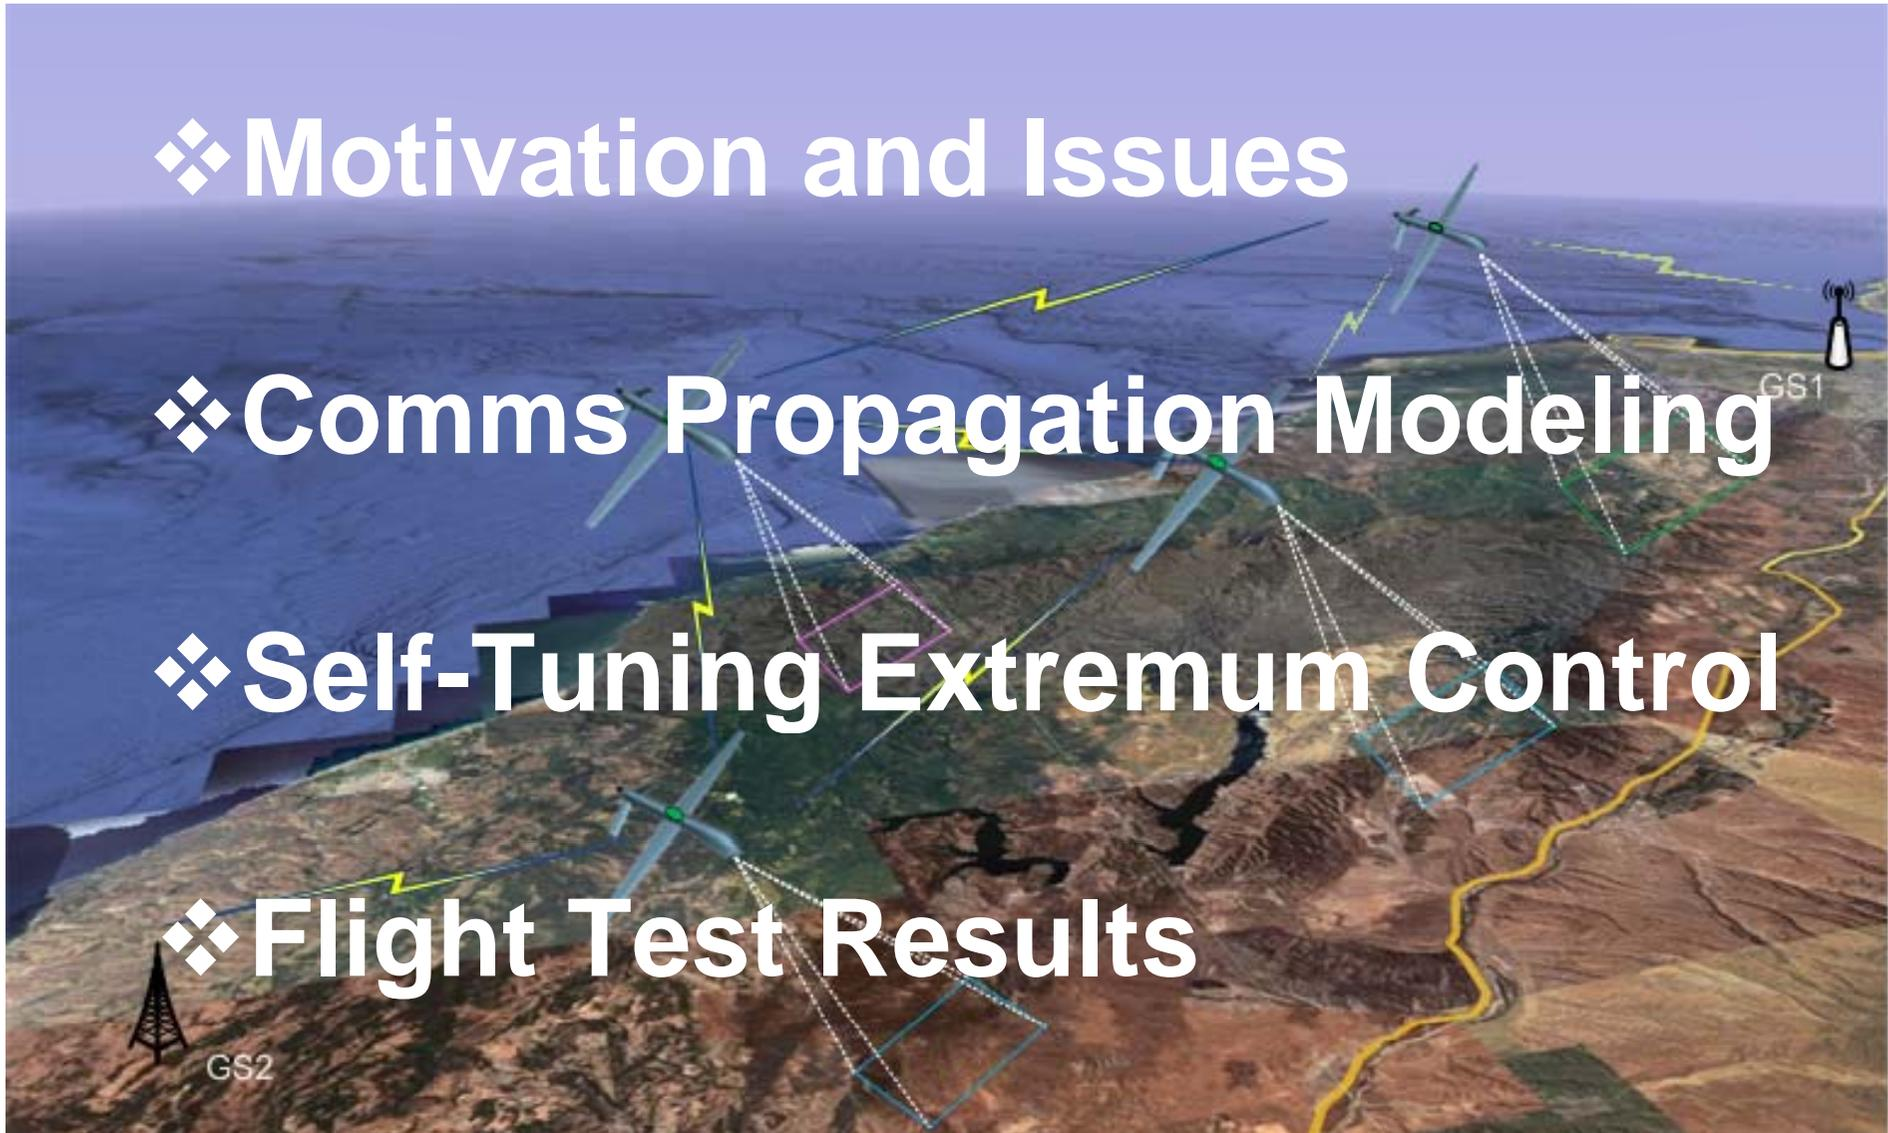 ❖Motivation and Issues
GS1
❖Comms Propagation Modeling
❖Self-Tuning Extremum Control
❖Flight Test Results
GS2